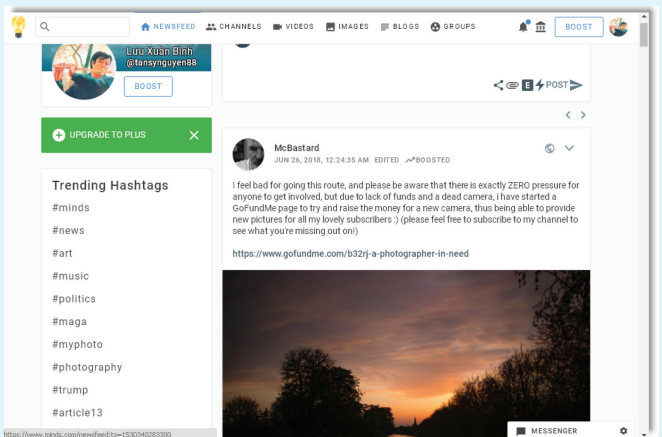 NEWSFEED CHANNELS VIDEOS IMAGES BLOGS GROUPS BOOST
Lưu Xuân Bình
@tansynguyen88
BOOST
E POST
UPGRADE TO PLUS
Trending Hashtags
#minds
#news
#art
#music
#politics
#maga
#myphoto
#photography
#trump
#article13
McBastard
JUN 26, 2018, 12:24:35 AM EDITED BOOSTED
I feel bad for going this route, and please be aware that there is exactly ZERO pressure for
anyone to get involved, but due to lack of funds and a dead camera, i have started a
GoFundMe page to try and raise the money for a new camera, thus being able to provide
new pictures for all my lovely subscribers :) (please feel free to subscribe to my channel to
see what you're missing out on!)
https://www.gofundme.com/b32rj-a-photographer-in-need
MESSENGER
https://www.minds.com/newsfeed;ts=1530340283300